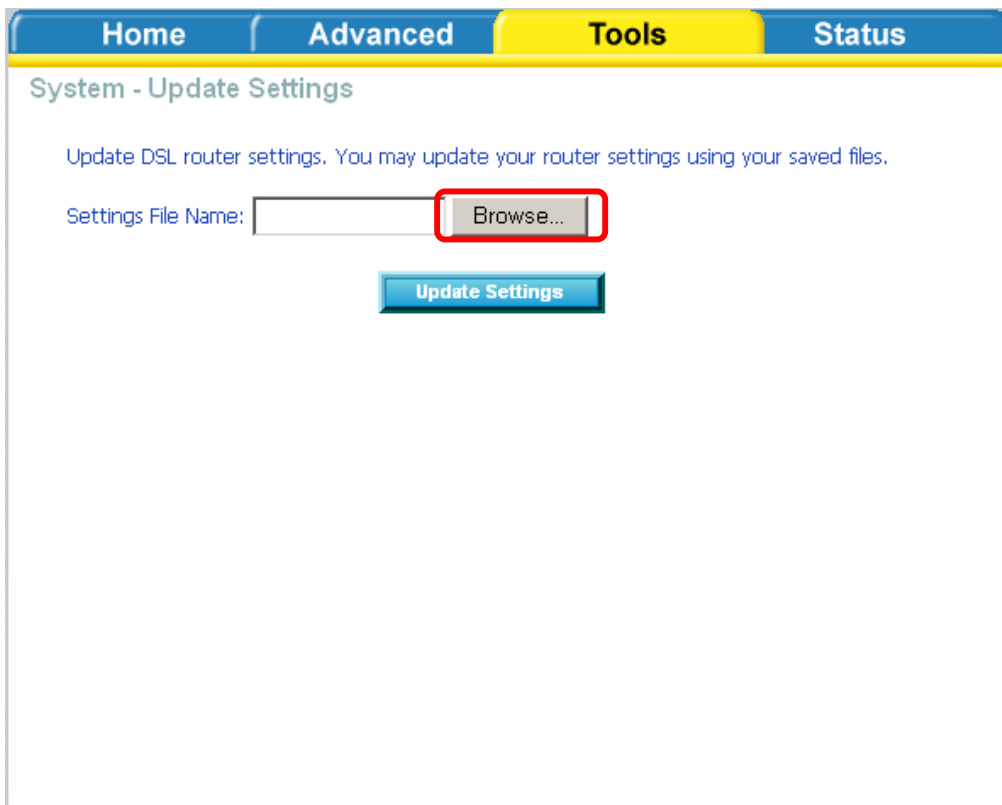 Home Advanced Tools Status
System - Update Settings
Update DSL router settings. You may update your router settings using your saved files.
Settings File Name: Browse...
Update Settings